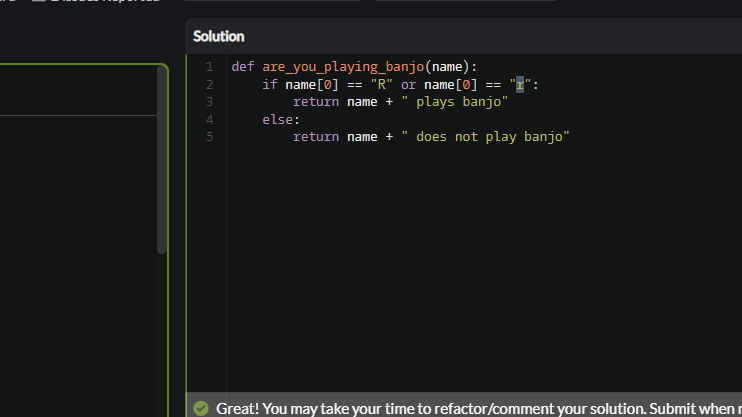 Solution
1 def are_you_playing_banjo(name):
2 if name[0] == "R" or name[0] == "r":
3 return name + " plays banjo"
4 else:
5 return name + " does not play banjo"
Great! You may take your time to refactor/comment your solution. Submit when